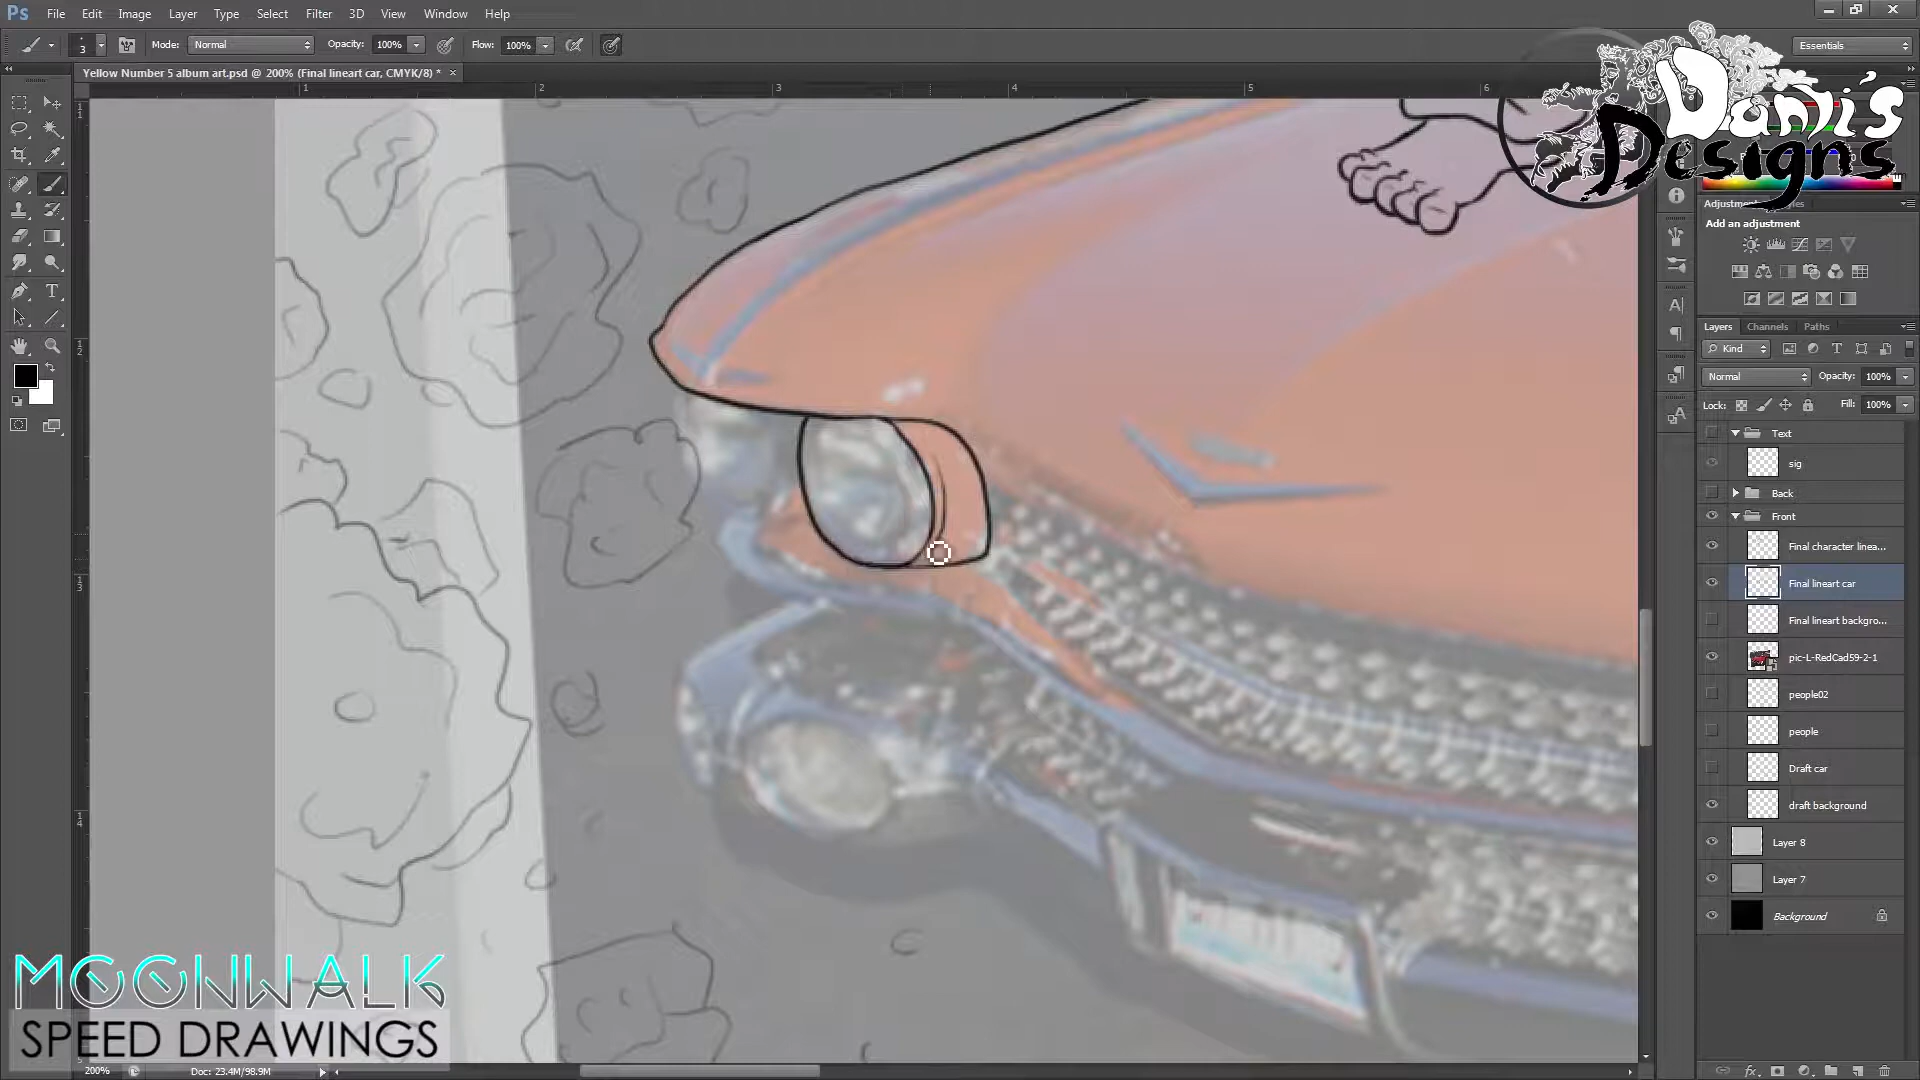 Ps File Edit Image Layer Type Select Filter 3D View Window Help
3 Mode: Normal Opacity: 100% Flow: 100% Essentials
Yellow Number 5 album art.psd @ 200% (Final lineart car, CMYK/8) * ×
1 2 3 4 5 6
Danji's
Designs
Adjustments
Add an adjustment
Layers Channels Paths
Kind
Normal Opacity: 100%
Lock: Fill: 100%
Text
sig
Back
Front
Final character linea...
Final lineart car
Final lineart backgro...
pic-L-RedCad59-2-1
people02
people
Draft car
draft background
Layer 8
Layer 7
Background
MOONWALK
SPEED DRAWINGS
200% Doc: 23.4M/98.9M